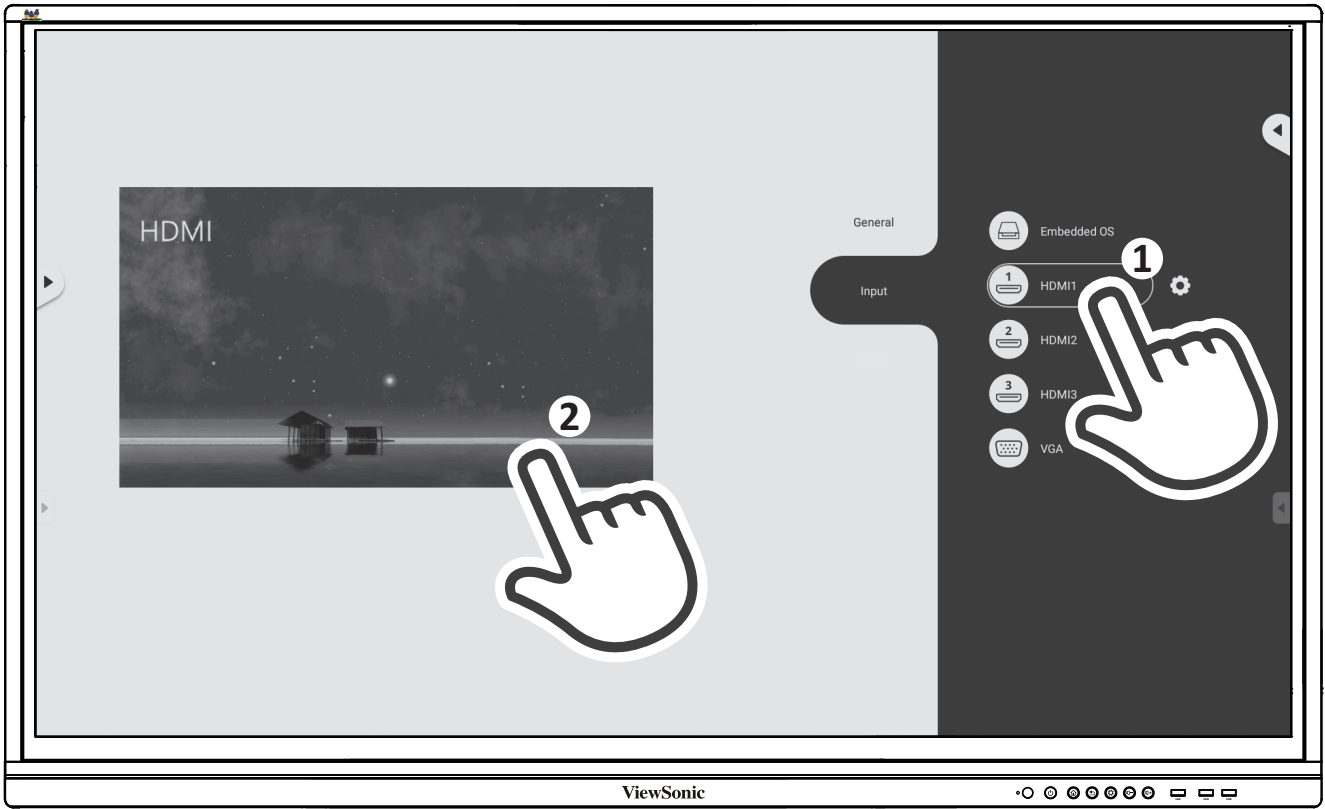 HDMI
General
Input
Embedded OS
1
1
HDMI1
2
HDMI2
3
HDMI3
VGA
2
ViewSonic